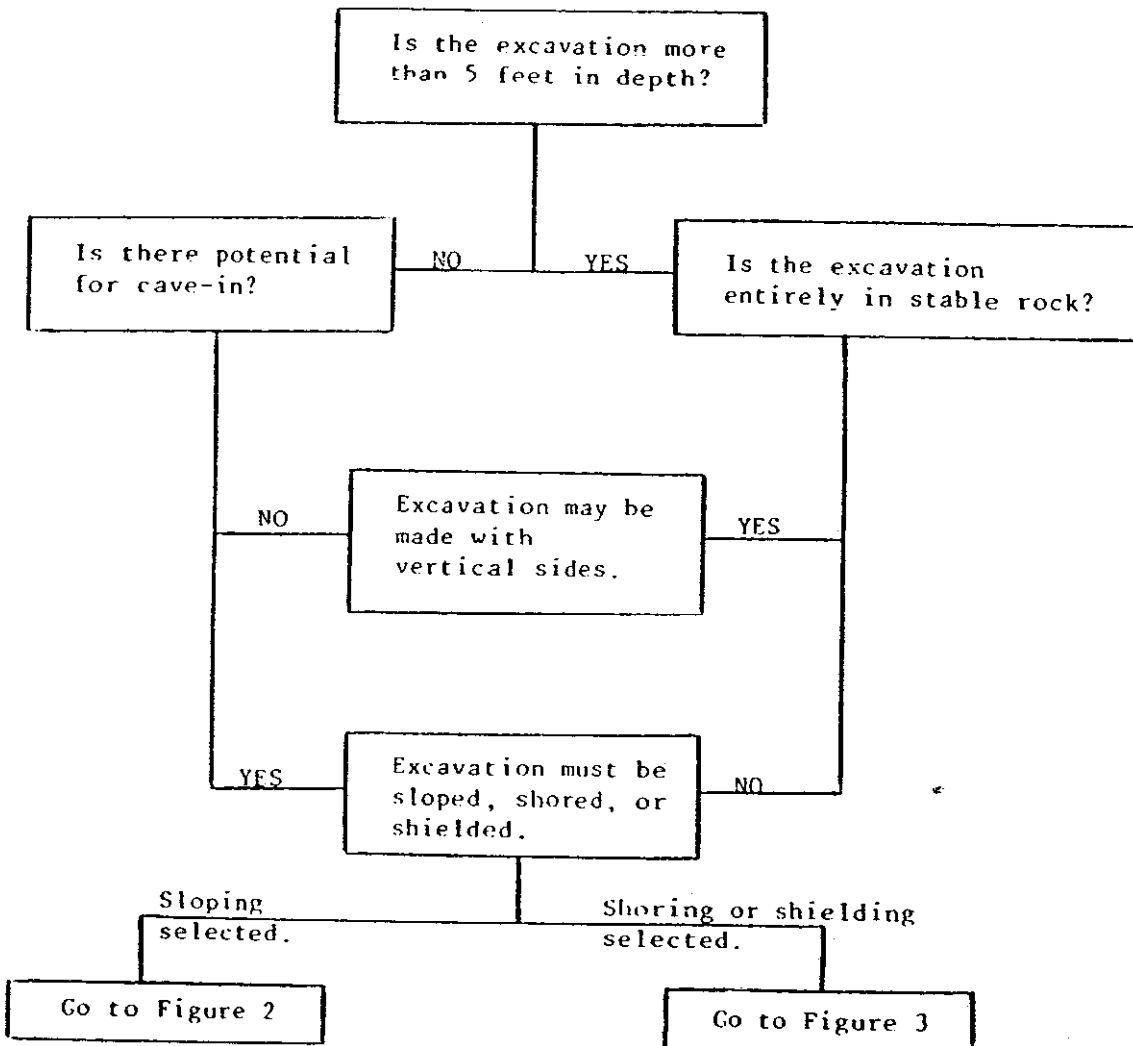 Is the excavation more
than 5 feet in depth?
Is there potential
for cave-in?
NO
YES
Is the excavation
entirely in stable rock?
NO
Excavation may be
made with
vertical sides.
YES
YES
Excavation must be
sloped, shored, or
shielded.
NO
Sloping
selected.
Shoring or shielding
selected.
Go to Figure 2
Go to Figure 3